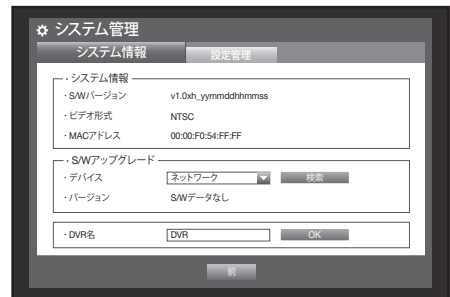 システム管理
システム情報 設定管理
・システム情報
・S/Wバージョン v1.0xh_yymmddhhmmss
・ビデオ形式 NTSC
・MACアドレス 00:00:F0:54:FF:FF
・S/Wアップグレード
・デバイス ネットワーク 検索
・バージョン S/Wデータなし
・DVR名 DVR OK
前